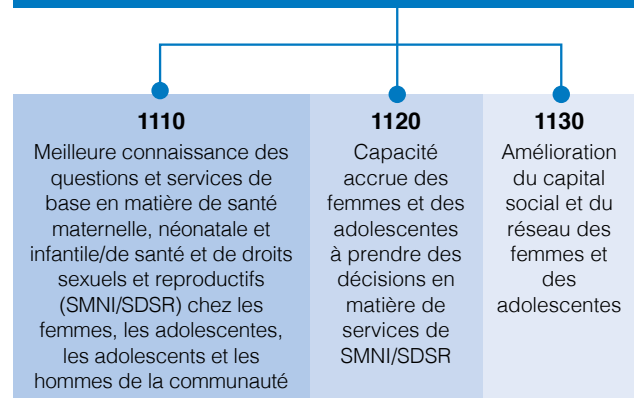 1110
Meilleure connaissance des
questions et services de
base en matière de santé
maternelle, néonatale et
infantile/de santé et de droits
sexuels et reproductifs
(SMNI/SDSR) chez les
femmes, les adolescentes,
les adolescents et les
hommes de la communauté
1120
Capacité
accrue des
femmes et des
adolescentes
à prendre des
décisions en
matière de
services de
SMNI/SDSR
1130
Amélioration
du capital
social et du
réseau des
femmes et
des
adolescentes